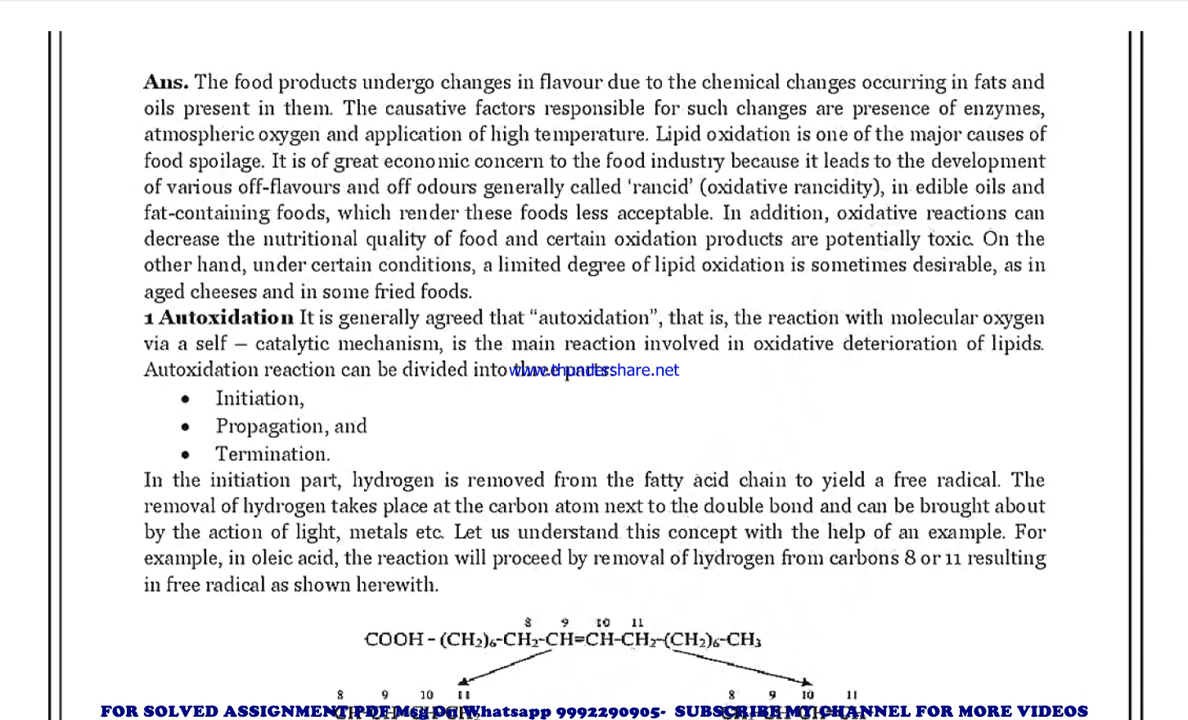 Ans. The food products undergo changes in flavour due to the chemical changes occurring in fats and
oils present in them. The causative factors responsible for such changes are presence of enzymes,
atmospheric oxygen and application of high temperature. Lipid oxidation is one of the major causes of
food spoilage. It is of great economic concern to the food industry because it leads to the development
of various off-flavours and off odours generally called ‘rancid’ (oxidative rancidity), in edible oils and
fat-containing foods, which render these foods less acceptable. In addition, oxidative reactions can
decrease the nutritional quality of food and certain oxidation products are potentially toxic. On the
other hand, under certain conditions, a limited degree of lipid oxidation is sometimes desirable, as in
aged cheeses and in some fried foods.
1 Autoxidation It is generally agreed that “autoxidation”, that is, the reaction with molecular oxygen
via a self – catalytic mechanism, is the main reaction involved in oxidative deterioration of lipids.
Autoxidation reaction can be divided into three parts: www.thundershare.net
• Initiation,
• Propagation, and
• Termination.
In the initiation part, hydrogen is removed from the fatty acid chain to yield a free radical. The
removal of hydrogen takes place at the carbon atom next to the double bond and can be brought about
by the action of light, metals etc. Let us understand this concept with the help of an example. For
example, in oleic acid, the reaction will proceed by removal of hydrogen from carbons 8 or 11 resulting
in free radical as shown herewith.
8 9 10 11
COOH - (CH2)6-CH2-CH=CH-CH2-(CH2)6-CH3
8 9 10 11 8 9 10 11
FOR SOLVED ASSIGNMENT PDF Msg On Whatsapp 9992290905- SUBSCRIBE MY CHANNEL FOR MORE VIDEOS